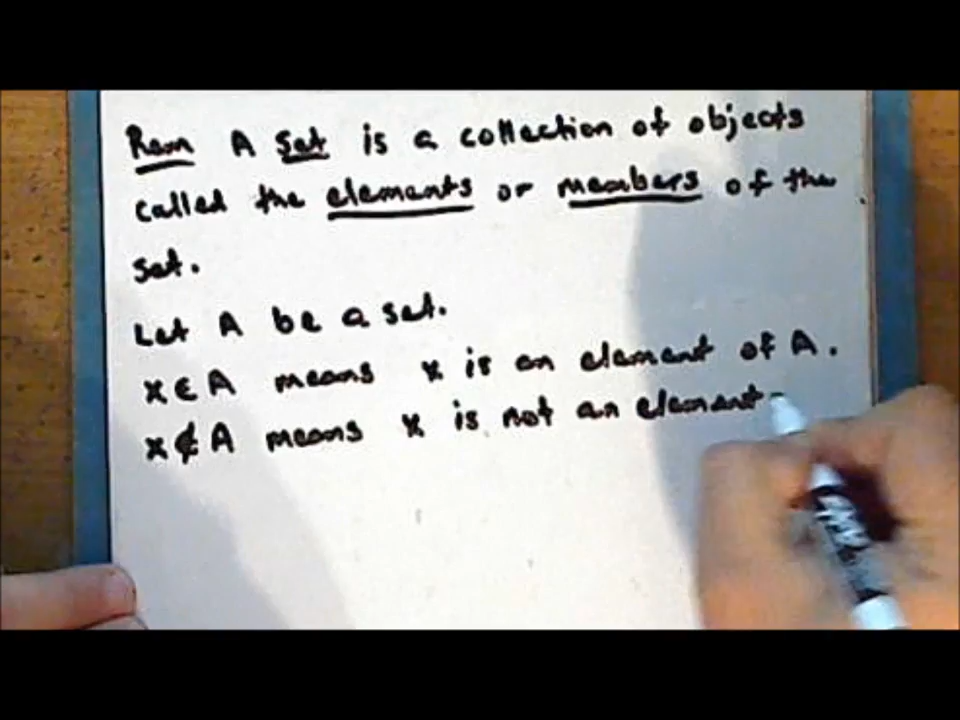 Rem A set is a collection of objects
called the elements or members of the
set.
Let A be a set.
x ∈ A means x is an element of A.
x ∉ A means x is not an element